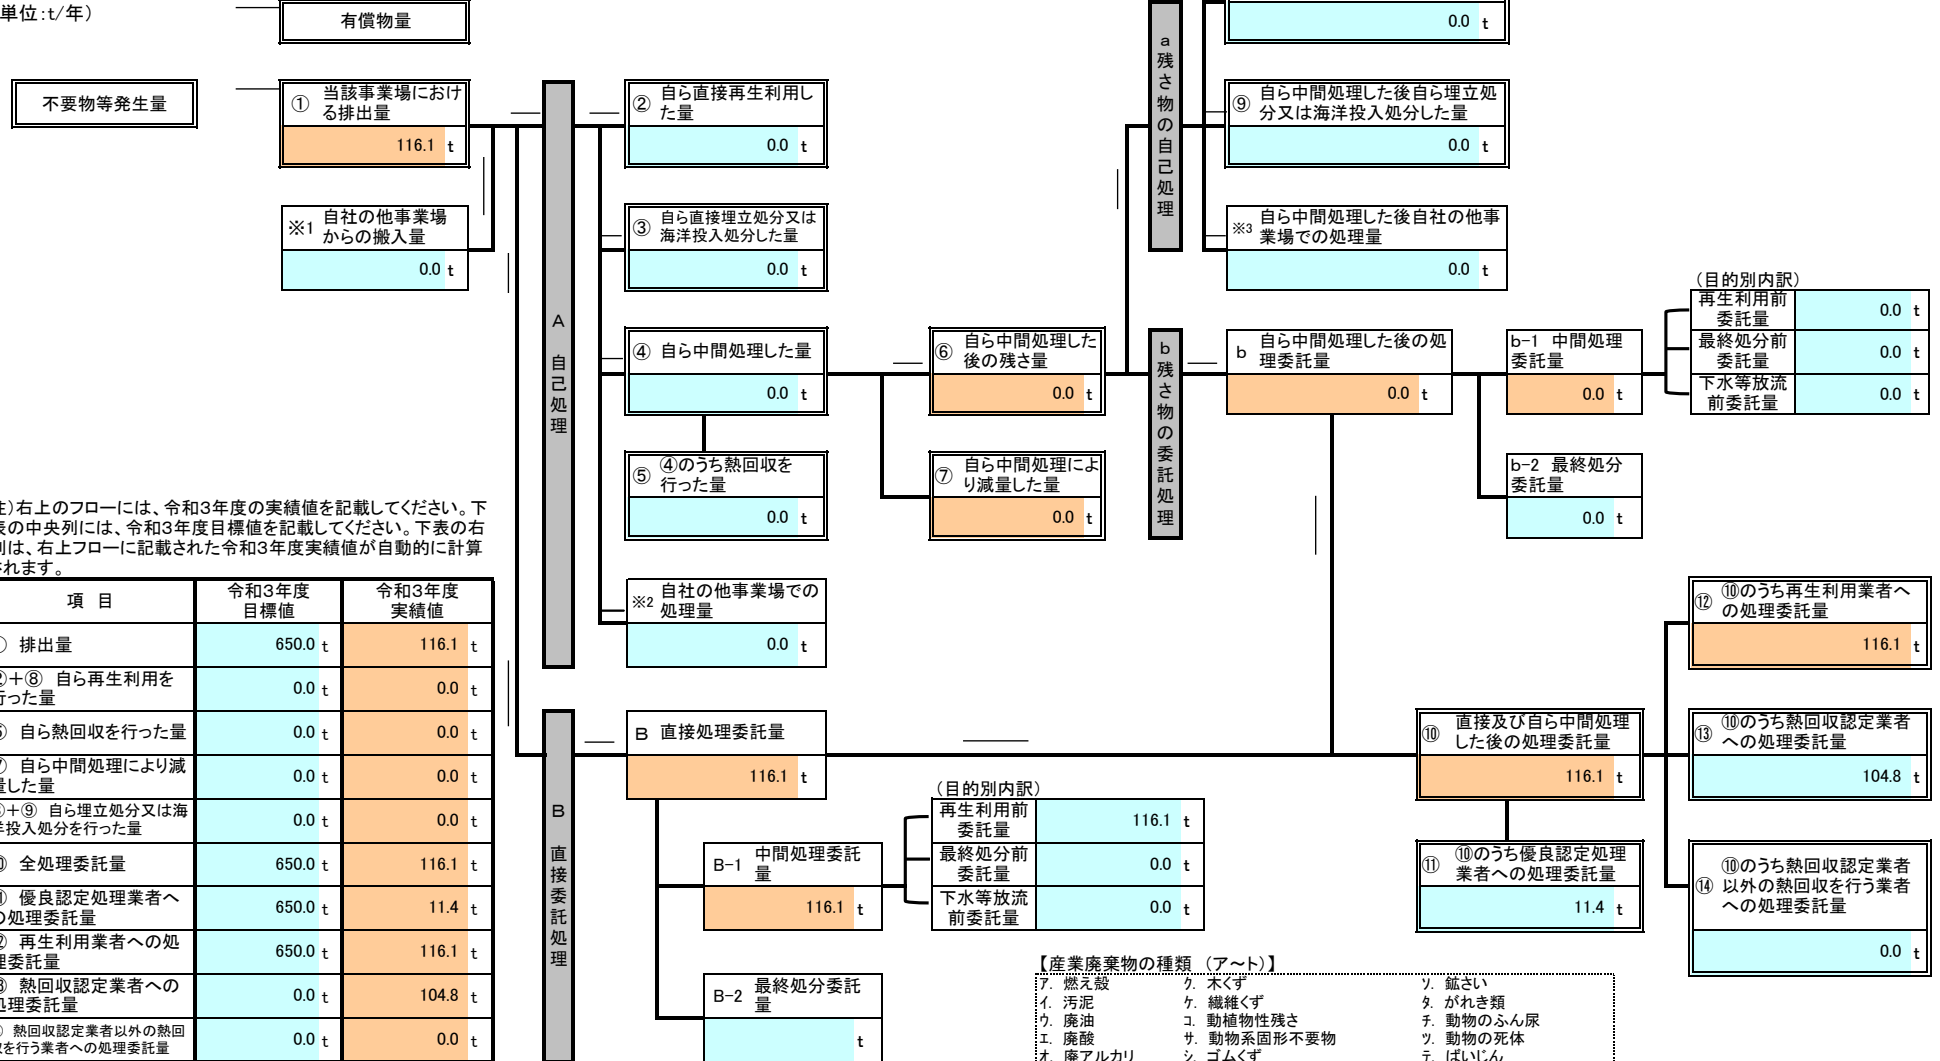 単位:t/年）
有償物量
0.0 t
不要物等発生量
① 当該事業場におけ
る排出量
116.1 t
※1 自社の他事業場
からの搬入量
0.0 t
A
自己処理
② 自ら直接再生利用し
た量
0.0 t
③ 自ら直接埋立処分又は
海洋投入処分した量
0.0 t
④ 自ら中間処理した量
0.0 t
⑤ ④のうち熱回収を
行った量
0.0 t
※2 自社の他事業場での
処理量
0.0 t
⑥ 自ら中間処理した
後の残さ量
0.0 t
⑦ 自ら中間処理によ
り減量した量
0.0 t
a残さ物の自己処理
⑨ 自ら中間処理した後自ら埋立処
分又は海洋投入処分した量
0.0 t
※3 自ら中間処理した後自社の他事
業場での処理量
0.0 t
b残さ物の委託処理
b 自ら中間処理した後の処
理委託量
0.0 t
b-1 中間処理
委託量
0.0 t
b-2 最終処分
委託量
0.0 t
（目的別内訳）
再生利用前
委託量
0.0 t
最終処分前
委託量
0.0 t
下水等放流
前委託量
0.0 t
注）右上のフローには、令和3年度の実績値を記載してください。下
表の中央列には、令和3年度目標値を記載してください。下表の右
列は、右上フローに記載された令和3年度実績値が自動的に計算
されます。
項 目
令和3年度
目標値
令和3年度
実績値
① 排出量
650.0 t
116.1 t
②＋⑧ 自ら再生利用を
行った量
0.0 t
0.0 t
⑤ 自ら熱回収を行った量
0.0 t
0.0 t
⑦ 自ら中間処理により減
量した量
0.0 t
0.0 t
③＋⑨ 自ら埋立処分又は海
洋投入処分を行った量
0.0 t
0.0 t
⑩ 全処理委託量
650.0 t
116.1 t
⑪ 優良認定処理業者へ
の処理委託量
650.0 t
11.4 t
⑫ 再生利用業者への処
理委託量
650.0 t
116.1 t
⑬ 熱回収認定業者への
処理委託量
0.0 t
104.8 t
⑭ 熱回収認定業者以外の熱回
収を行う業者への処理委託量
0.0 t
0.0 t
B
直接委託処理
B 直接処理委託量
116.1 t
B-1 中間処理委託
量
116.1 t
B-2 最終処分委託
量
t
（目的別内訳）
再生利用前
委託量
116.1 t
最終処分前
委託量
0.0 t
下水等放流
前委託量
0.0 t
⑩ 直接及び自ら中間処理
した後の処理委託量
116.1 t
⑪ ⑩のうち優良認定処理
業者への処理委託量
11.4 t
⑫ ⑩のうち再生利用業者へ
の処理委託量
116.1 t
⑬ ⑩のうち熱回収認定業者
への処理委託量
104.8 t
⑭ ⑩のうち熱回収認定業者
以外の熱回収を行う業者
への処理委託量
0.0 t
【産業廃棄物の種類 （ア～ト）】
ア. 燃え殻 ク. 木くず ソ. 鉱さい
イ. 汚泥 ケ. 繊維くず タ. がれき類
ウ. 廃油 コ. 動植物性残さ チ. 動物のふん尿
エ. 廃酸 サ. 動物系固形不要物 ツ. 動物の死体
オ. 廃アルカリ シ. ゴムくず テ. ばいじん